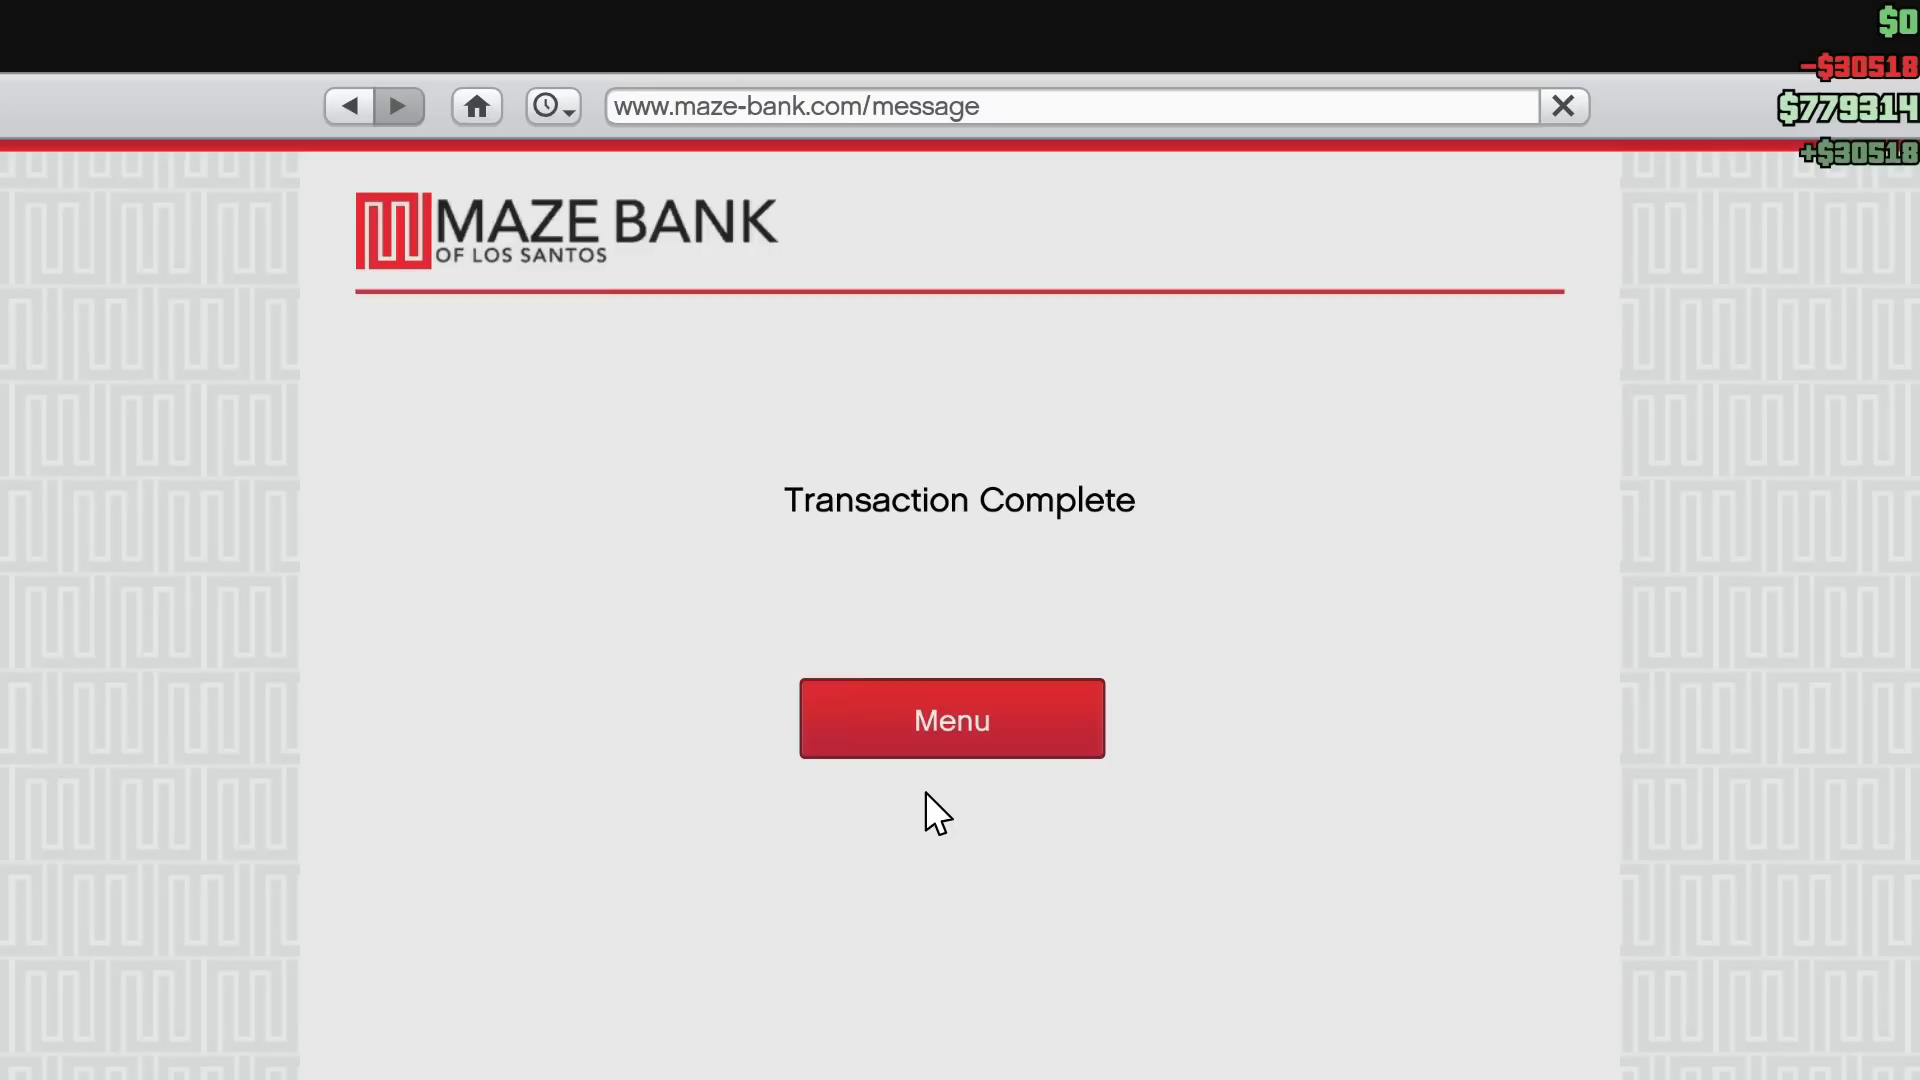 $0
-$30518
www.maze-bank.com/message
$779314
+$30518
MAZE BANK
OF LOS SANTOS
Transaction Complete
Menu